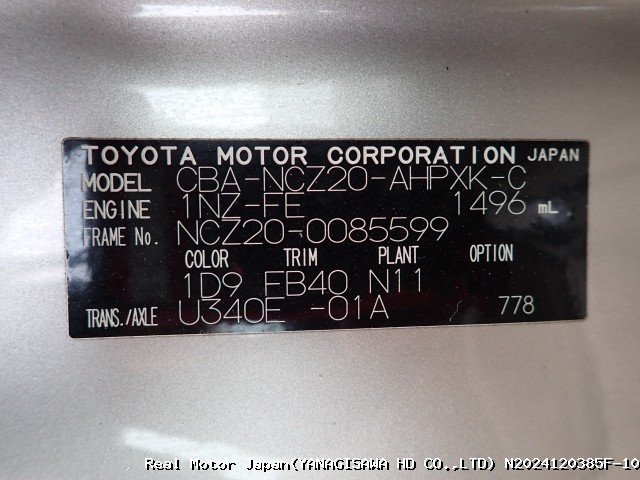 TOYOTA MOTOR CORPORATION JAPAN
MODEL CBA-NCZ20-AHPXK-C
ENGINE 1NZ-FE 1496 mL
FRAME No. NCZ20-0085599
COLOR TRIM PLANT OPTION
1D9 EB40 N11
TRANS./AXLE U340E -01A 778
Real Motor Japan(YANAGISAWA HD CO.,LTD) N2024120385F-10